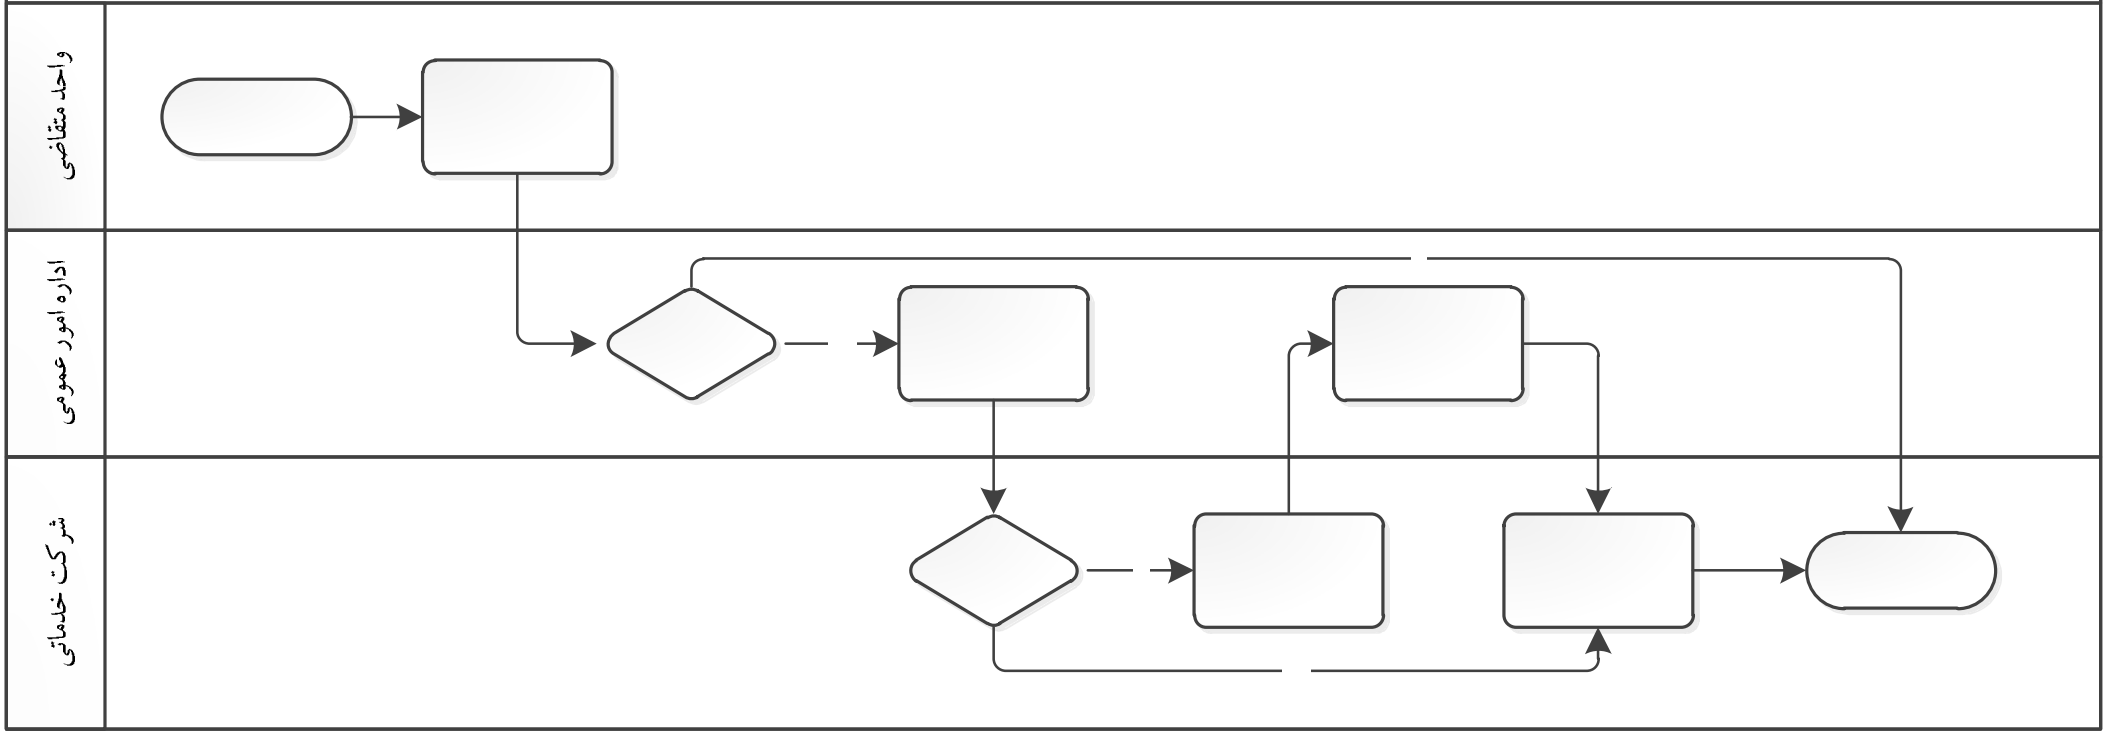 واحد متقاضی
اداره امور عمومی
شرکت خدماتی